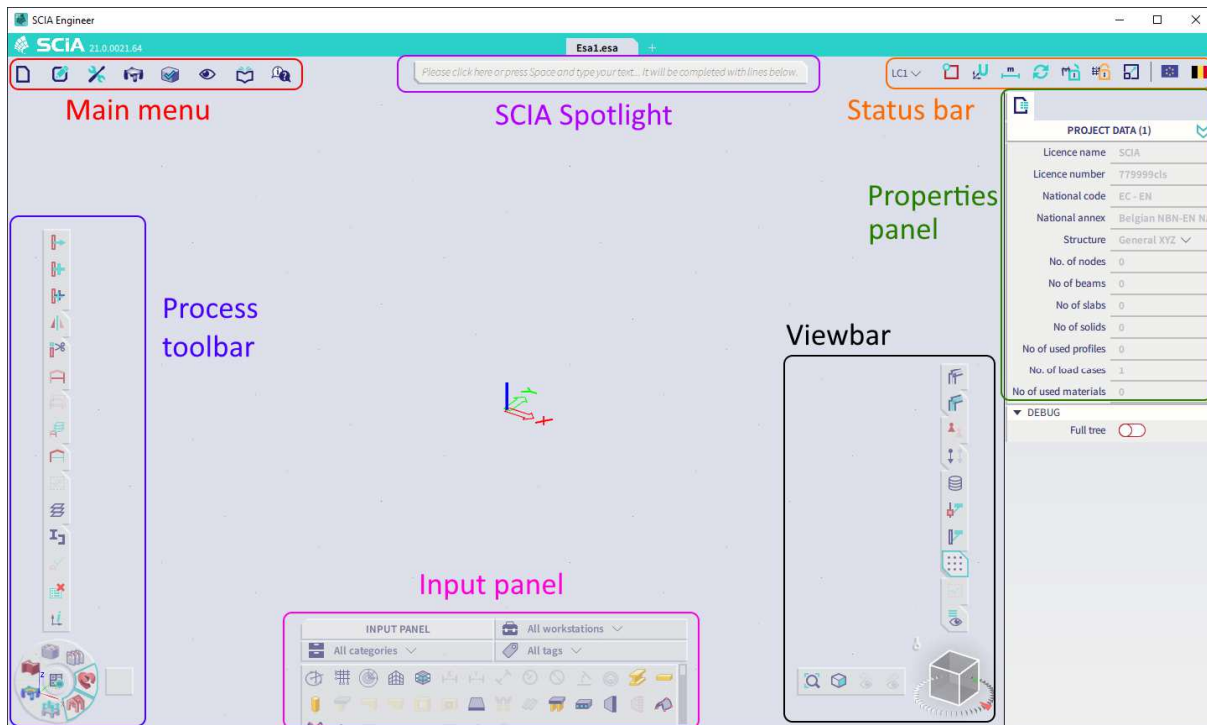 SCIA Engineer
SCiA 21.0.0021.64
Esa1.esa
Please click here or press Space and type your text... it will be completed with lines below.
LC1
Main menu
SCIA Spotlight
Status bar
PROJECT DATA (1)
Licence name SCIA
Licence number 779999cls
National code EC - EN
National annex Belgian NBN-EN N
Structure General XYZ
No. of nodes 0
No of beams 0
No of slabs 0
No of solids 0
No of used profiles 0
No. of load cases 1
No of used materials 0
DEBUG
Full tree
Properties
panel
Process
toolbar
Viewbar
Y
X
Input panel
INPUT PANEL
All workstations
All categories
All tags